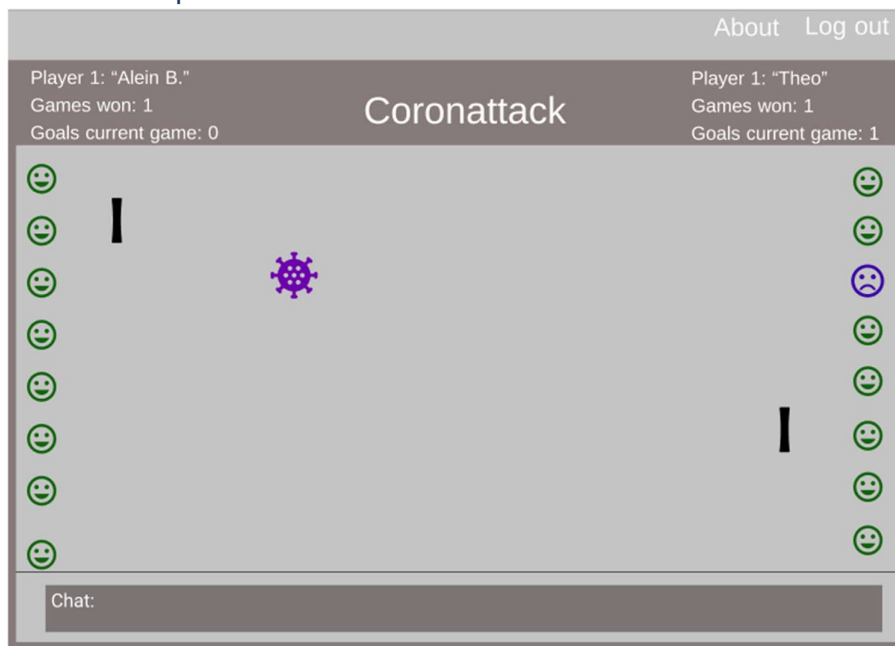 About Log out
Player 1: “Alein B.”
Games won: 1
Goals current game: 0
Coronattack
Player 1: “Theo”
Games won: 1
Goals current game: 1
Chat: